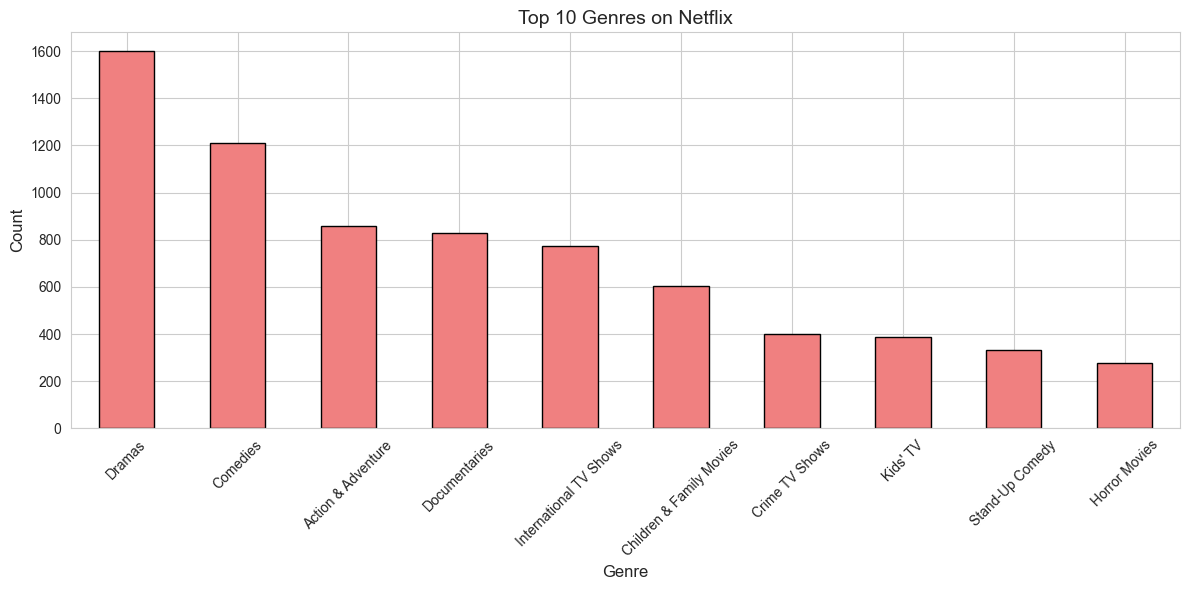 Top 10 Genres on Netflix
Count
1600
1400
1200
1000
800
600
400
200
0
Dramas
Comedies
Action & Adventure
Documentaries
International TV Shows
Children & Family Movies
Crime TV Shows
Kids' TV
Stand-Up Comedy
Horror Movies
Genre